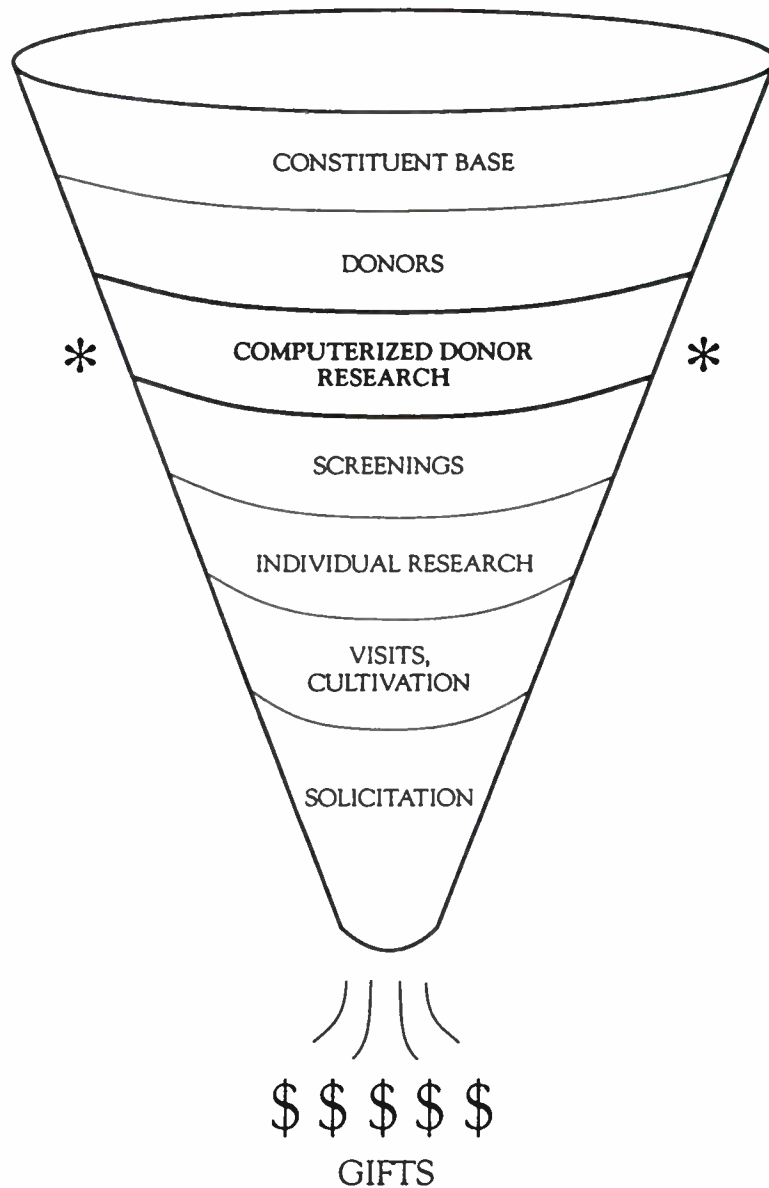 CONSTITUENT BASE
DONORS
* COMPUTERIZED DONOR *
RESEARCH
SCREENINGS
INDIVIDUAL RESEARCH
VISITS,
CULTIVATION
SOLICITATION
$ $ $ $ $
GIFTS